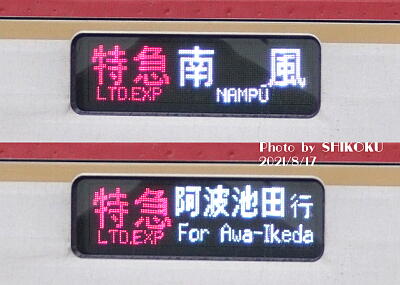 特急 南 風
LTD.EXP NAMPŪ
Photo by SHIKOKU
2021/8/17
特急 阿波池田行
LTD.EXP For Awa-Ikeda